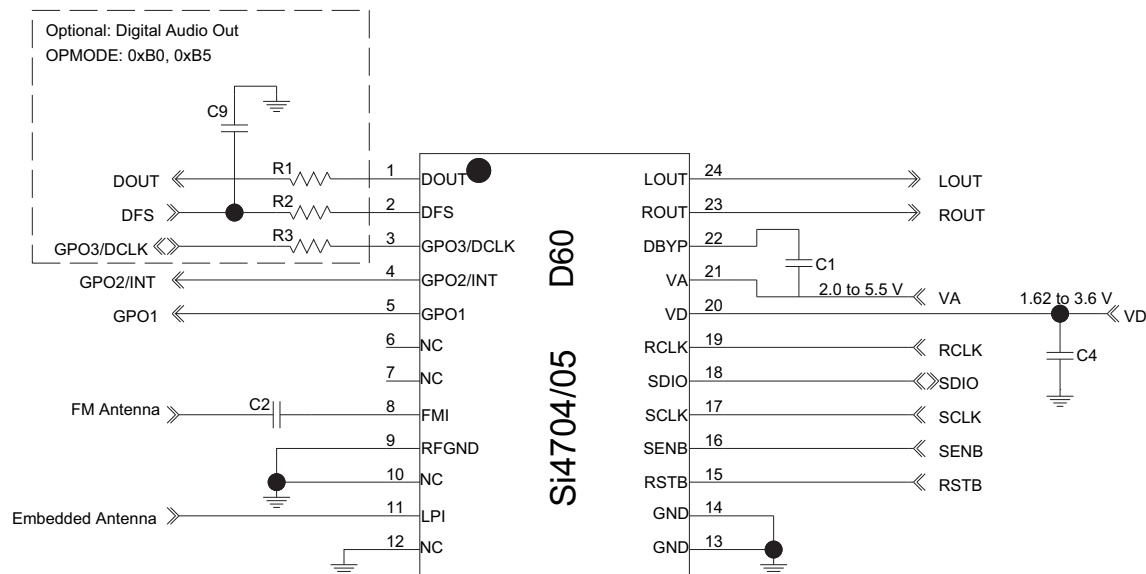 Optional: Digital Audio Out
OPMODE: 0xB0, 0xB5
C9
DOUT R1 1 DOUT LOUT 24 LOUT
DFS R2 2 DFS ROUT 23 ROUT
GPO3/DCLK R3 3 GPO3/DCLK DBYP 22 C1
GPO2/INT 4 GPO2/INT VA 21 2.0 to 5.5 V VA
GPO1 5 GPO1 VD 20 1.62 to 3.6 V VD
6 NC RCLK 19 RCLK C4
7 NC SDIO 18 SDIO
FM Antenna C2 8 FMI SCLK 17 SCLK
9 RFGND SENB 16 SENB
10 NC RSTB 15 RSTB
Embedded Antenna 11 LPI GND 14
12 NC GND 13
Si4704/05 D60